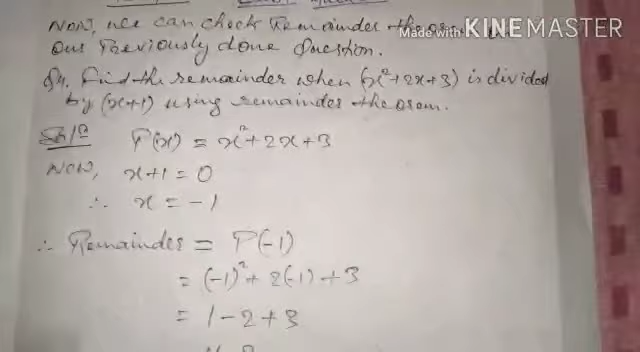 Now, we can check Remainder theorem
Made with KINEMASTER
our Previously done Question.
Q4. Find the remainder when (x²+2x+3) is divided
by (x+1) using remainder theorem.
Solⁿ P(x) = x²+2x+3
Now, x+1 = 0
∴ x = -1
∴ Remainder = P(-1)
= (-1)² + 2(-1) + 3
= 1 - 2 + 3